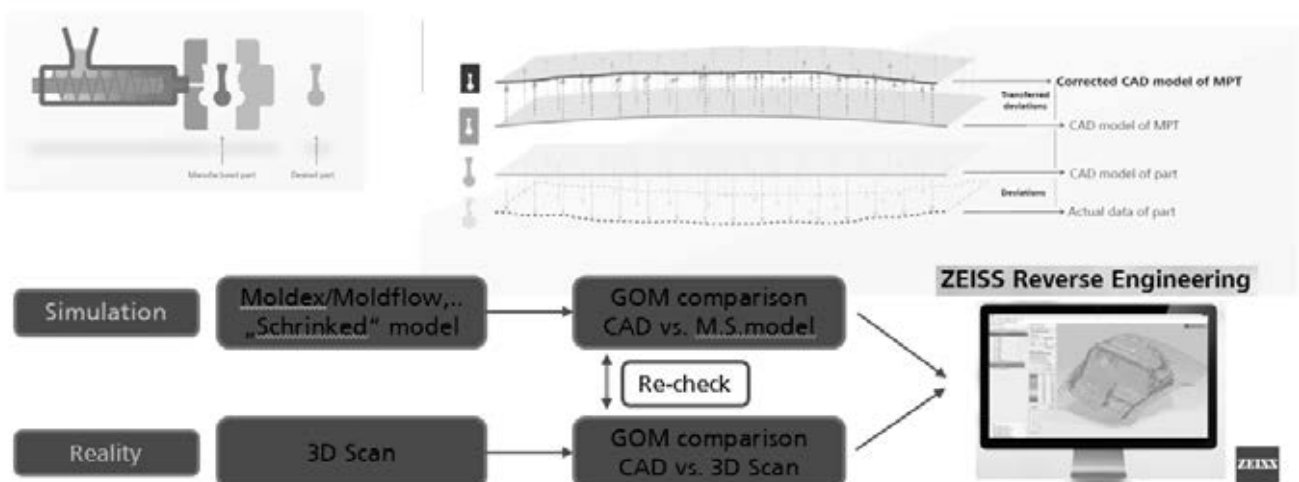 Manufactured part
Desired part
Corrected CAD model of MPT
Transferred
deviations
CAD model of MPT
CAD model of part
Deviations
Actual data of part
ZEISS Reverse Engineering
Simulation
Moldex/Moldflow,..
„Schrinked“ model
GOM comparison
CAD vs. M.S.model
Re-check
Reality
3D Scan
GOM comparison
CAD vs. 3D Scan
ZEISS